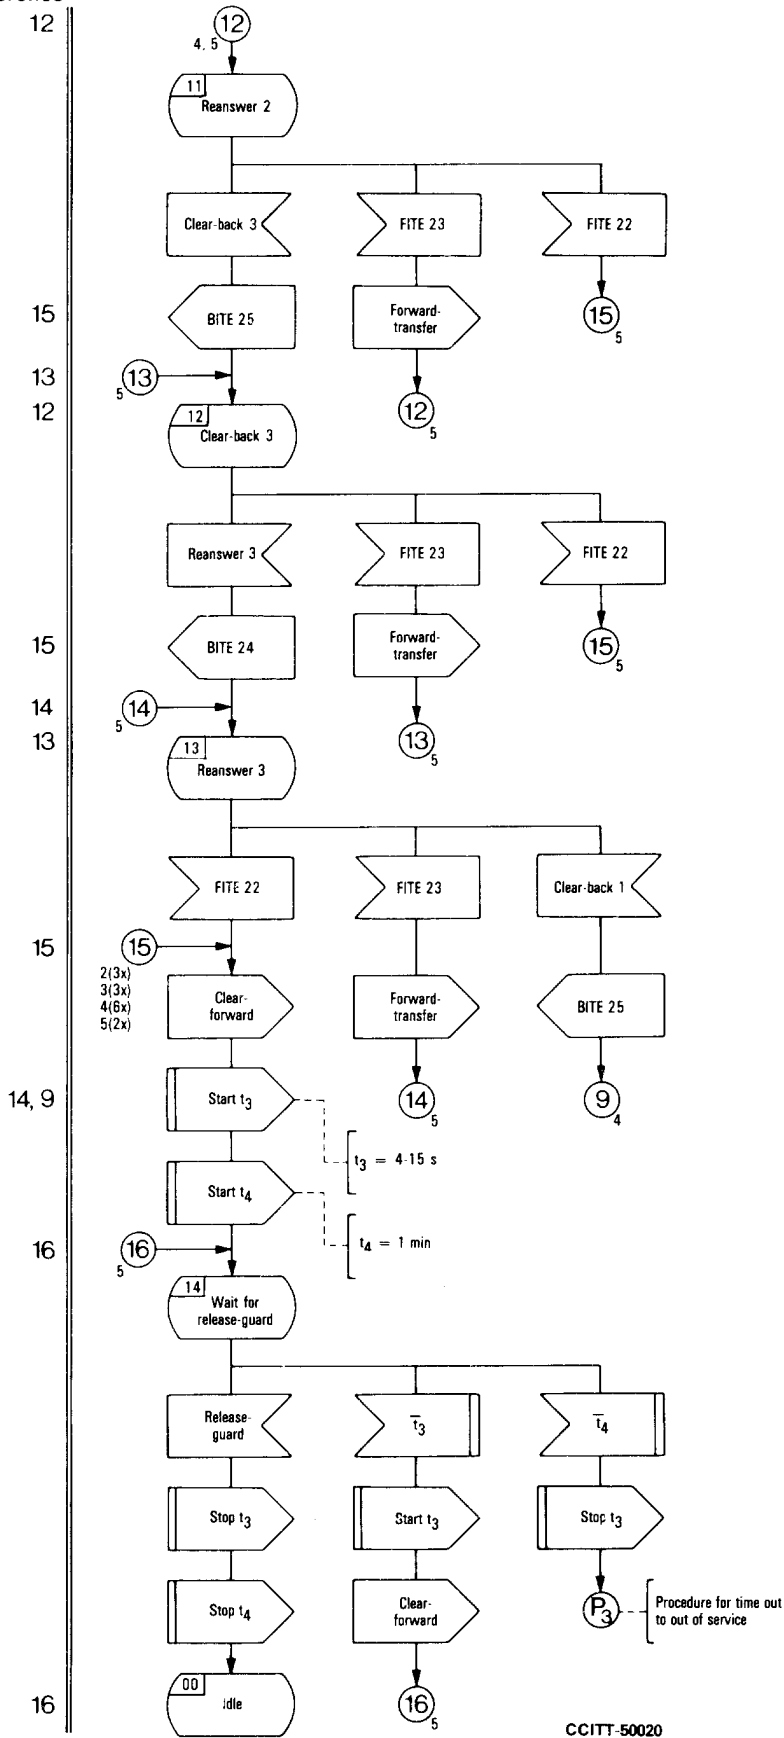 12
12
4, 5
11
Reanswer 2
Clear-back 3
FITE 23
FITE 22
15
BITE 25
Forward-
transfer
15
5
13
13
5
12
12
5
12
Clear-back 3
Reanswer 3
FITE 23
FITE 22
15
BITE 24
Forward-
transfer
15
5
14
14
5
13
13
5
13
Reanswer 3
FITE 22
FITE 23
Clear-back 1
15
15
2(3x)
3(3x)
4(6x)
5(2x)
Clear-
forward
Forward-
transfer
BITE 25
14, 9
Start t3
14
5
9
4
t3 = 4-15 s
Start t4
t4 = 1 min
16
16
5
14
Wait for
release-guard
Release-
guard
t̅3
t̅4
Stop t3
Start t3
Stop t3
Stop t4
Clear-
forward
P3
Procedure for time out
to out of service
16
00
Idle
16
5
CCITT-50020